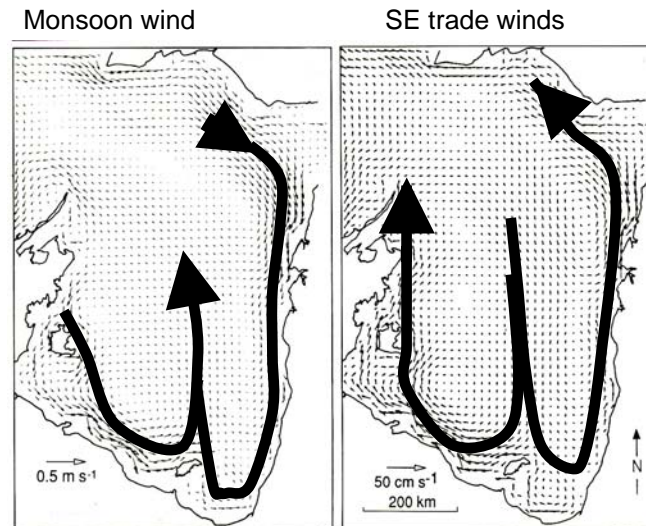 Monsoon wind
SE trade winds
0.5 m s⁻¹
50 cm s⁻¹
200 km
N